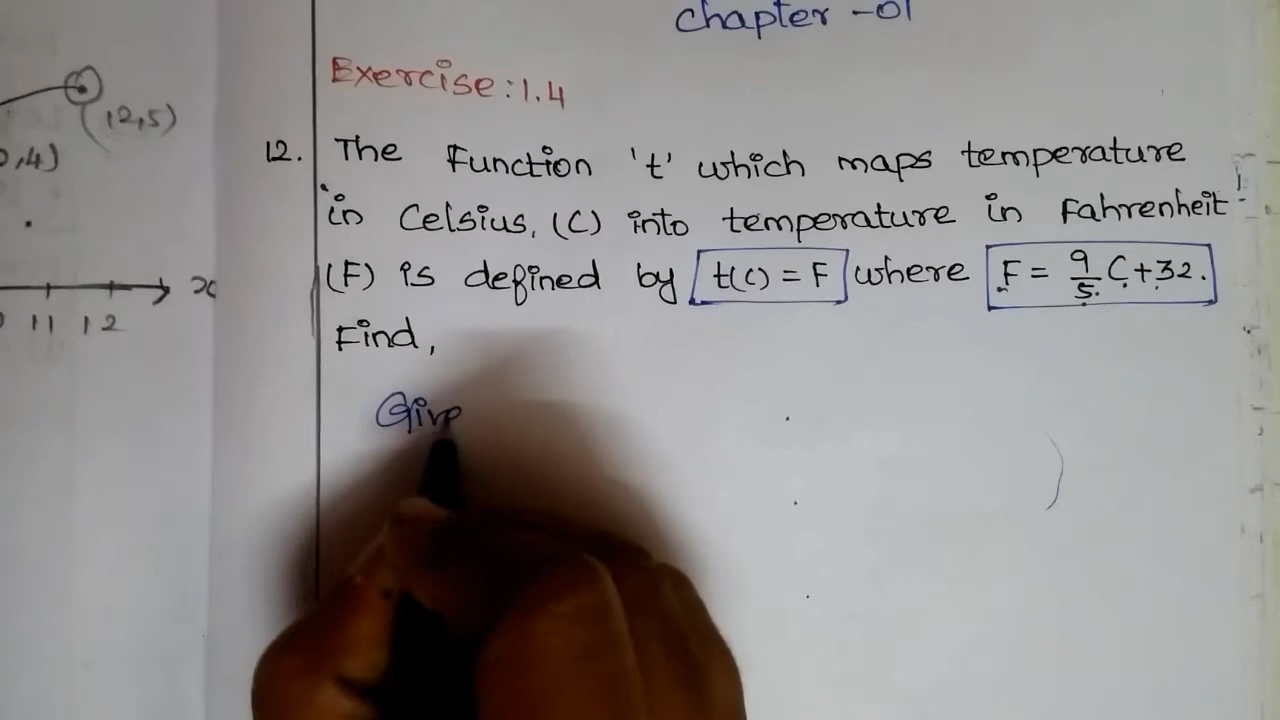 chapter -01
Exercise: 1.4
12. The Function 't' which maps temperature
in Celsius, (C) into temperature in Fahrenheit
(F) is defined by t(C) = F where F = 9/5 C + 32.
Find,
Give
(12,5)
,4)
x
11 12